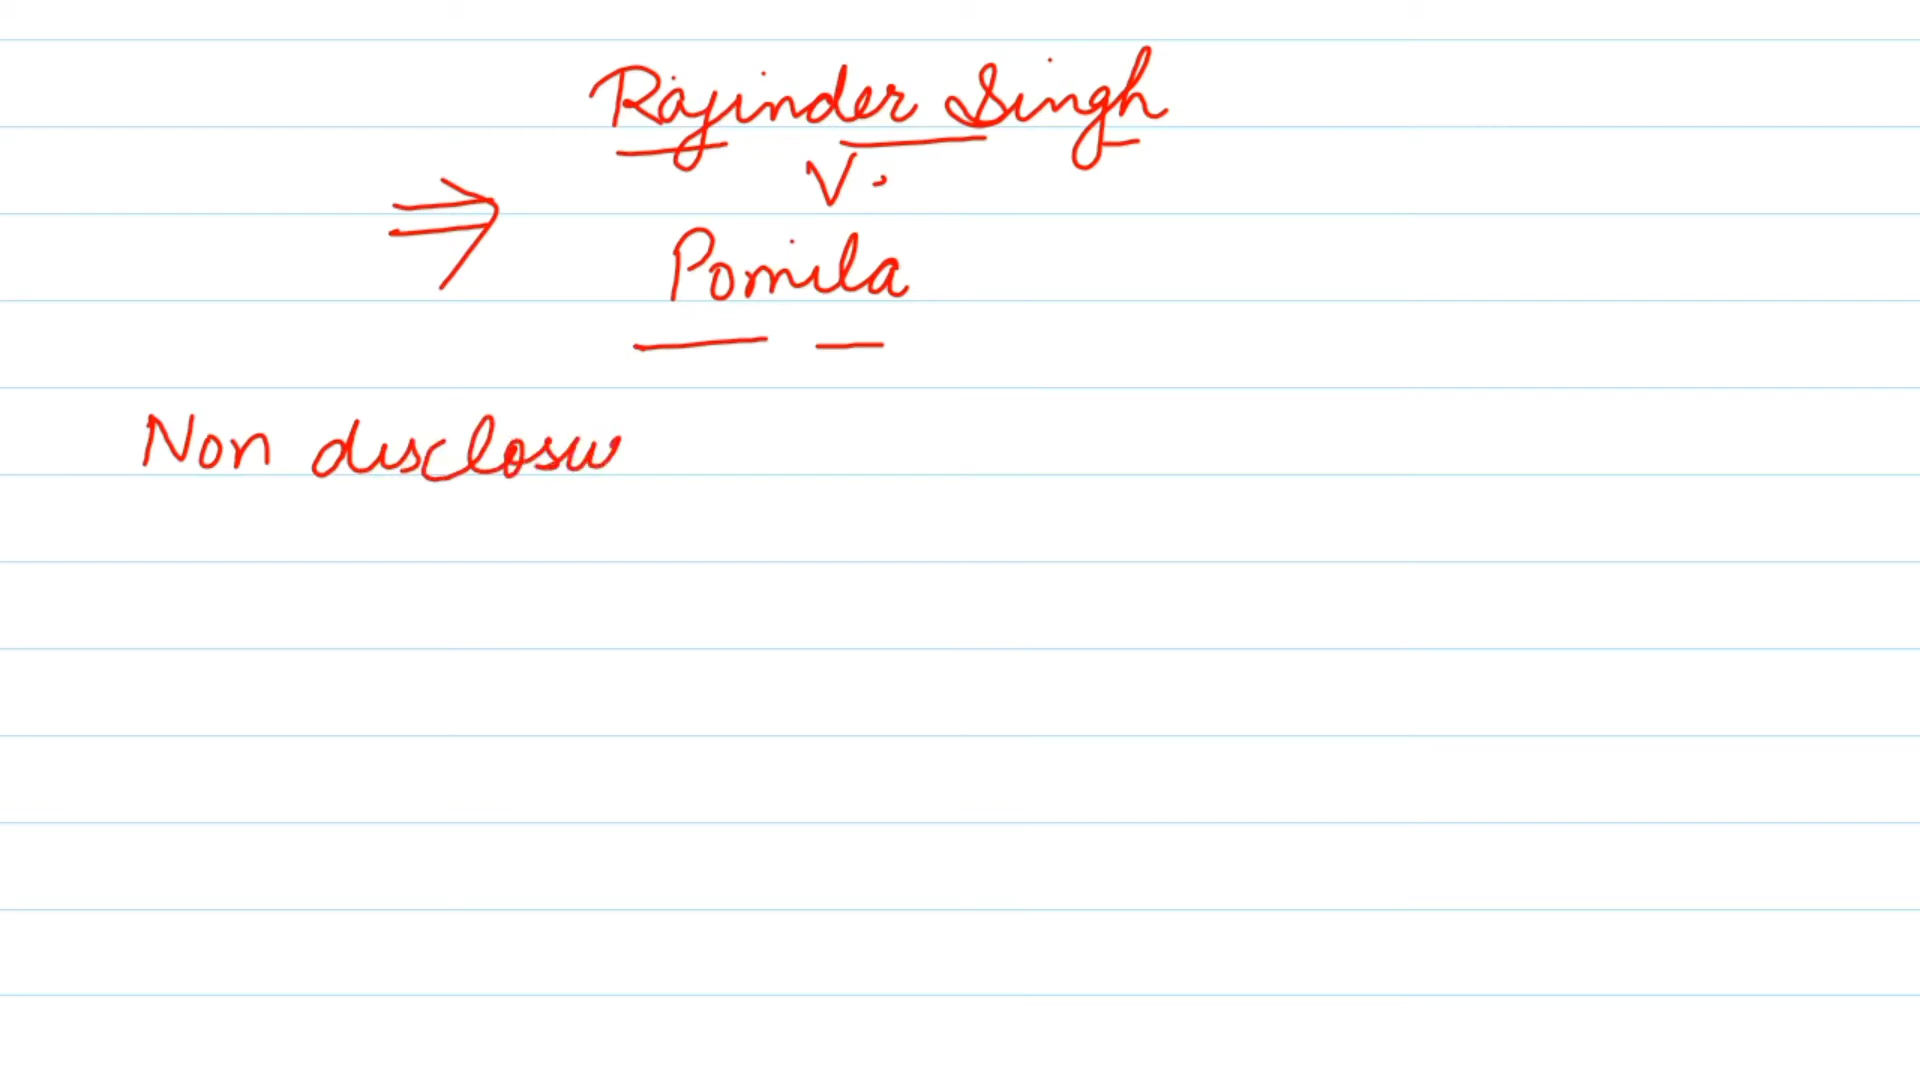 Rajinder Singh
V.
⇒
Pomila
Non disclosu